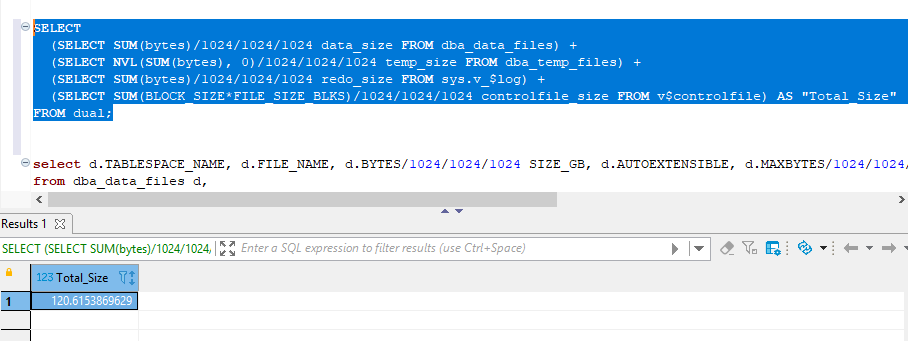 SELECT
(SELECT SUM(bytes)/1024/1024/1024 data_size FROM dba_data_files) +
(SELECT NVL(SUM(bytes), 0)/1024/1024/1024 temp_size FROM dba_temp_files) +
(SELECT SUM(bytes)/1024/1024/1024 redo_size FROM sys.v_$log) +
(SELECT SUM(BLOCK_SIZE*FILE_SIZE_BLKS)/1024/1024/1024 controlfile_size FROM v$controlfile) AS "Total_Size"
FROM dual;
select d.TABLESPACE_NAME, d.FILE_NAME, d.BYTES/1024/1024/1024 SIZE_GB, d.AUTOEXTENSIBLE, d.MAXBYTES/1024/1024/
from dba_data_files d,
Results 1
SELECT (SELECT SUM(bytes)/1024/1024/ Enter a SQL expression to filter results (use Ctrl+Space)
123 Total_Size
1 120.6153869629